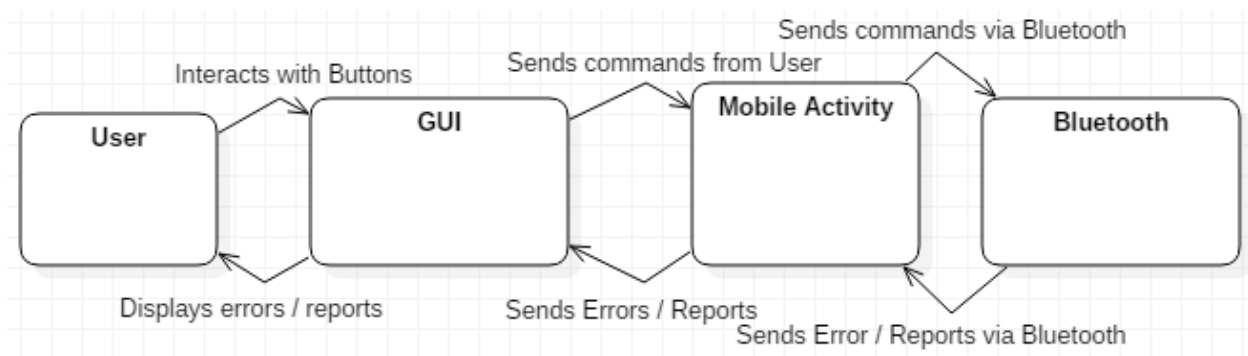 Sends commands via Bluetooth
Sends commands from User
Interacts with Buttons
User
GUI
Mobile Activity
Bluetooth
Displays errors / reports
Sends Errors / Reports
Sends Error / Reports via Bluetooth